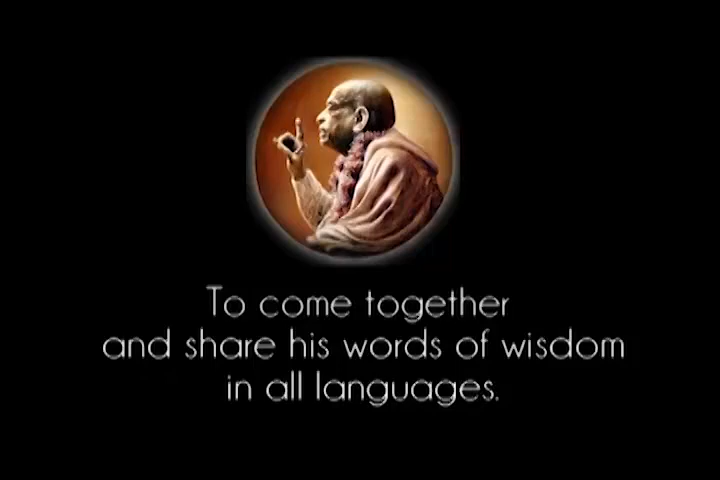 To come together
and share his words of wisdom
in all languages.